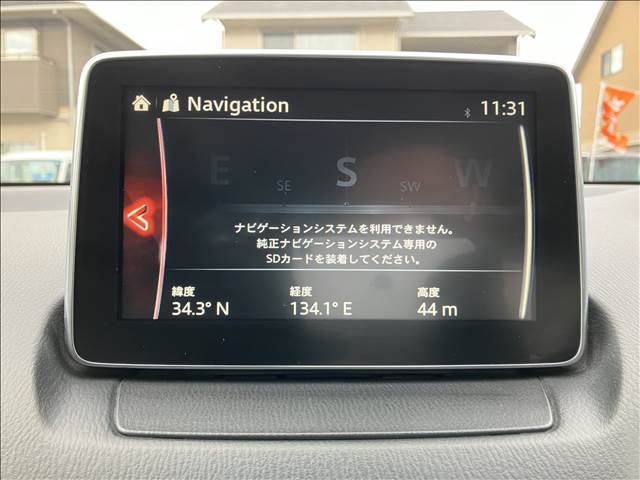 Navigation
11:31
E SE S SW W
ナビゲーションシステムを利用できません。
純正ナビゲーションシステム専用の
SDカードを装着してください。
緯度 経度 高度
34.3° N 134.1° E 44 m